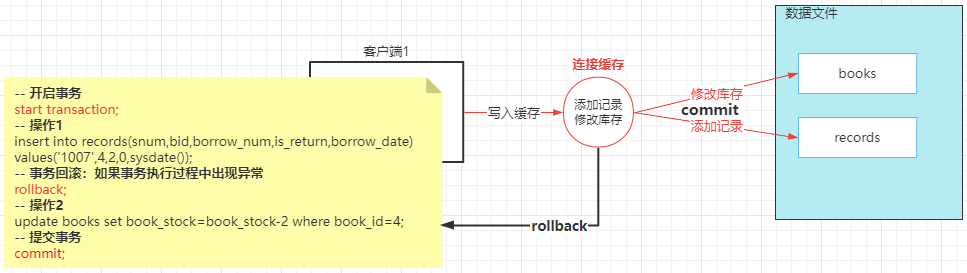 数据文件
客户端1
连接缓存
-- 开启事务
start transaction;
-- 操作1
insert into records(snum,bid,borrow_num,is_return,borrow_date)
values('1007',4,2,0,sysdate());
-- 事务回滚：如果事务执行过程中出现异常
rollback;
-- 操作2
update books set book_stock=book_stock-2 where book_id=4;
-- 提交事务
commit;
写入缓存
添加记录
修改库存
修改库存
commit
添加记录
books
records
rollback